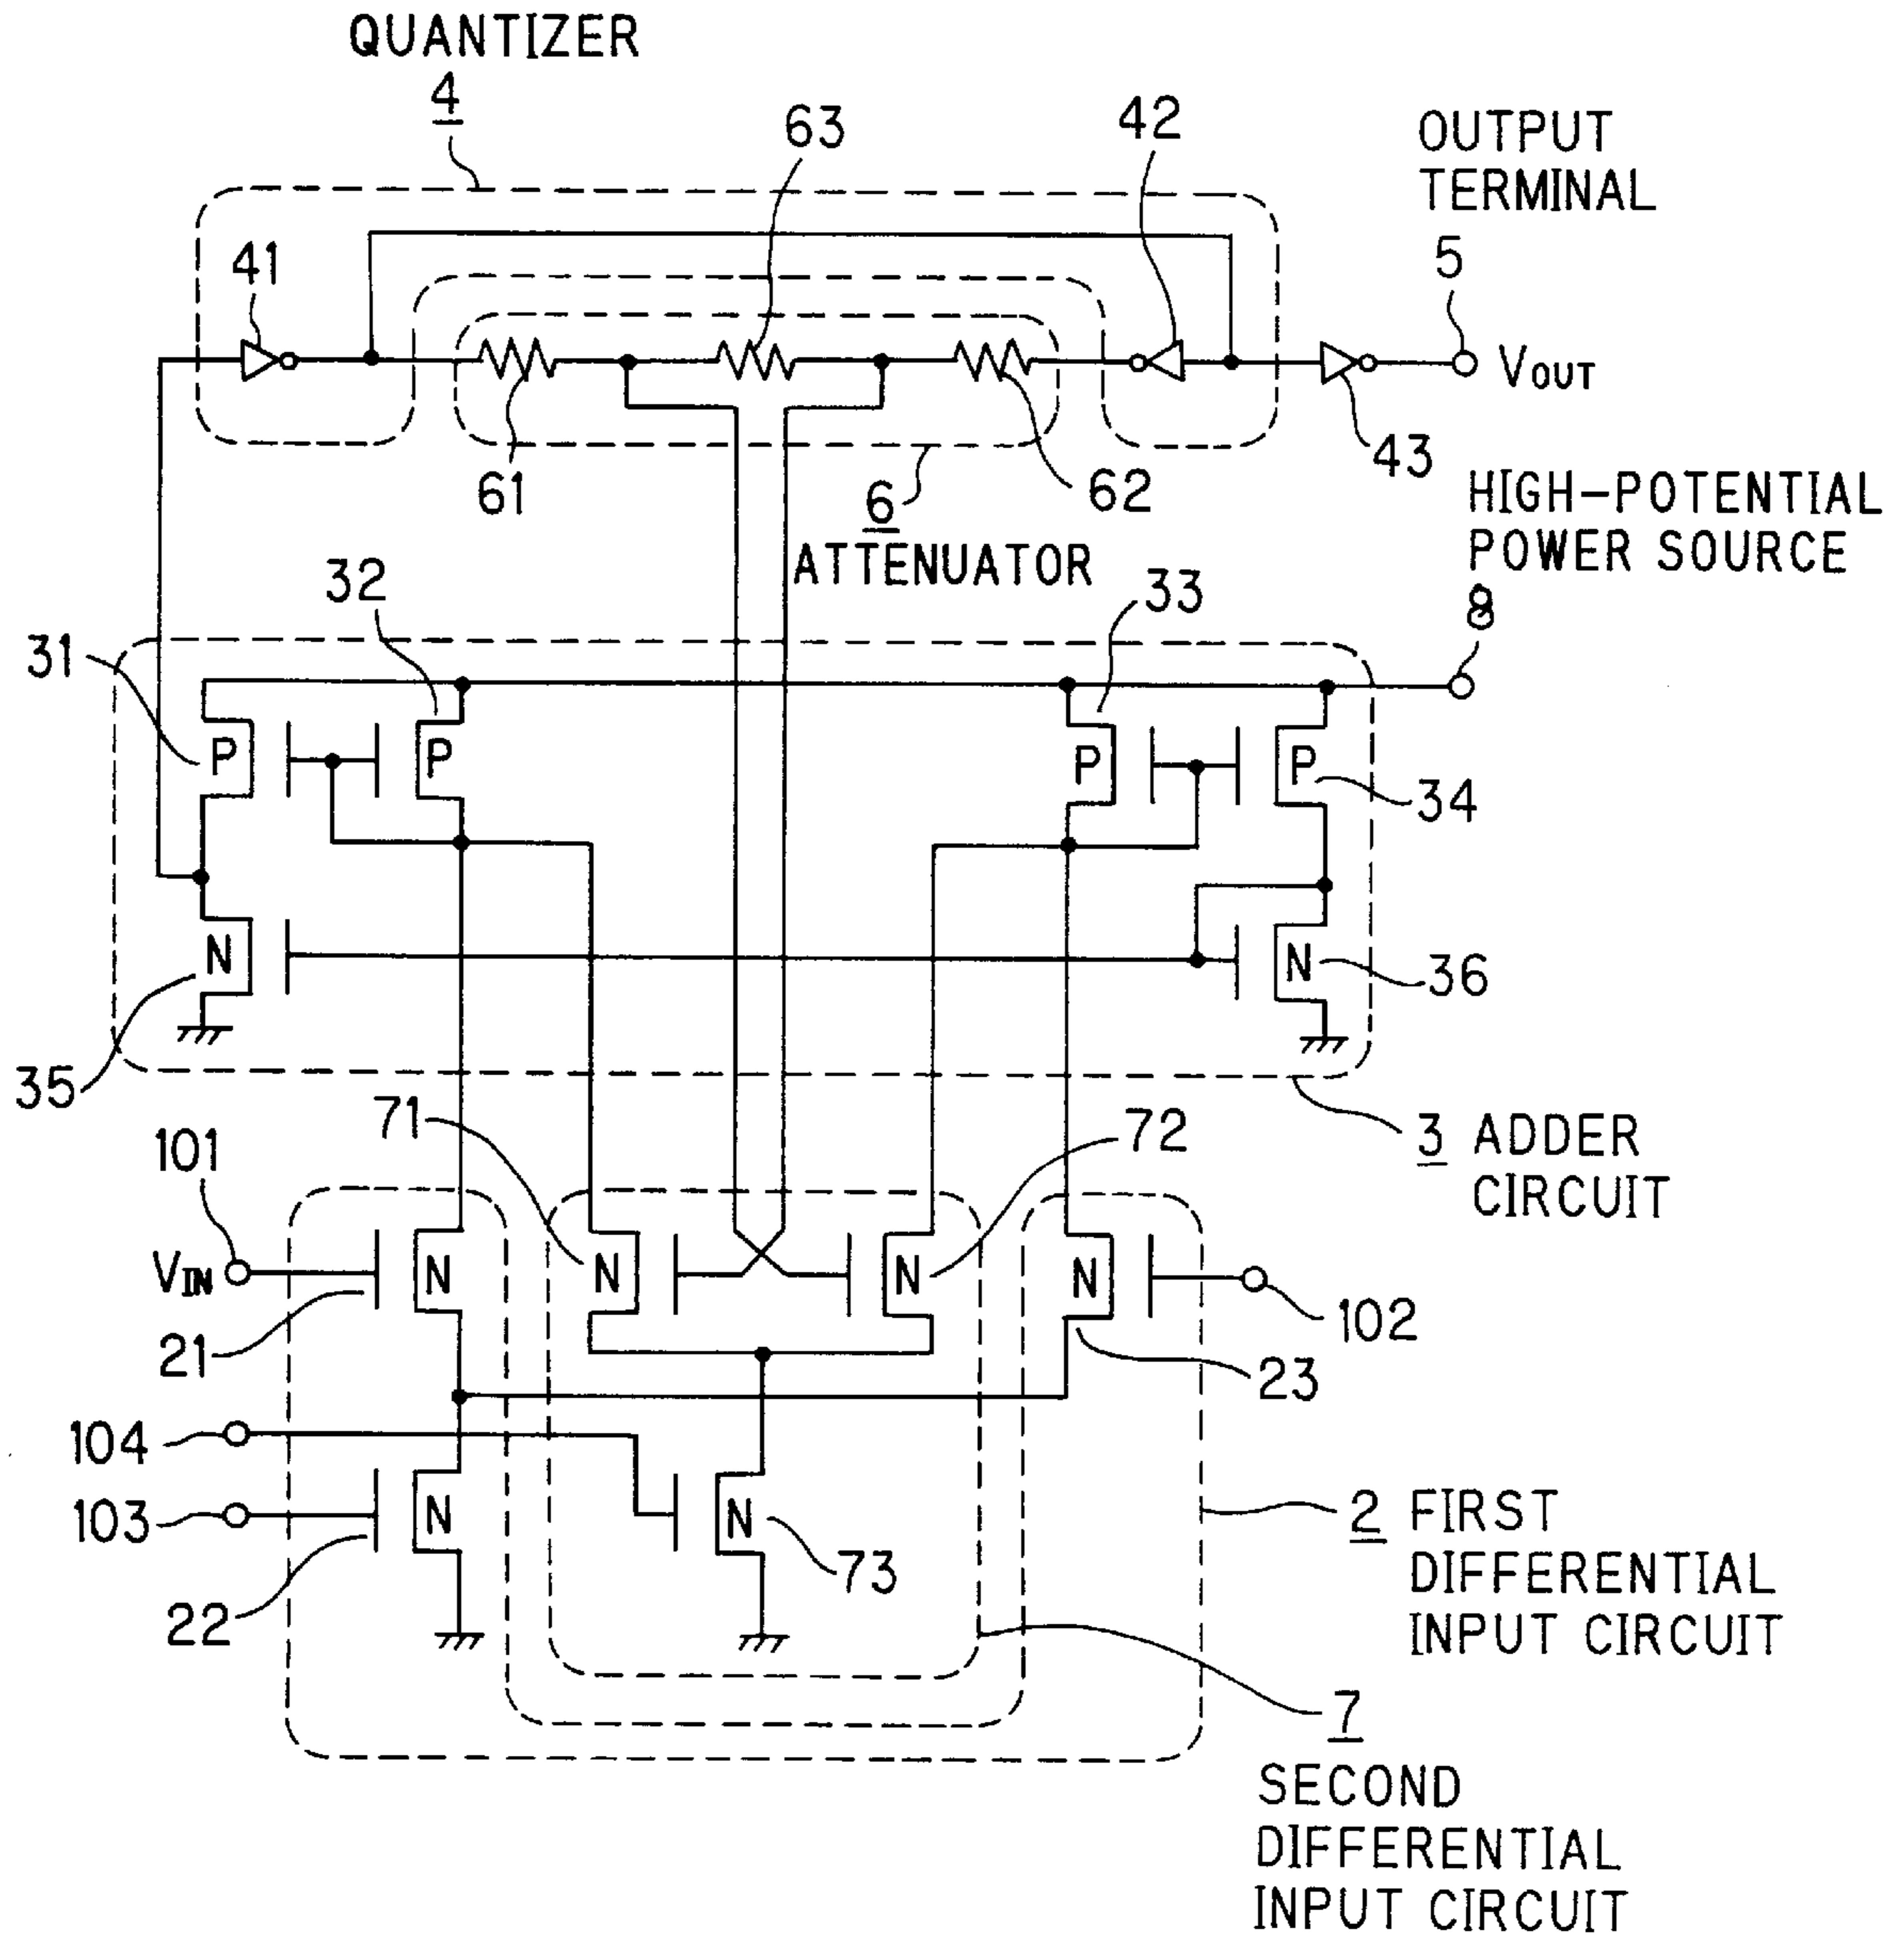 QUANTIZER
4
63
42
OUTPUT
TERMINAL
5
41
VOUT
61
6
62
43
ATTENUATOR
HIGH-POTENTIAL
POWER SOURCE
8
32
33
31
P
P
P
P
34
N
N
36
35
71
72
3 ADDER
CIRCUIT
101
VIN
N
N
N
N
102
21
23
104
103
N
N
73
22
2 FIRST
DIFFERENTIAL
INPUT CIRCUIT
7
SECOND
DIFFERENTIAL
INPUT CIRCUIT